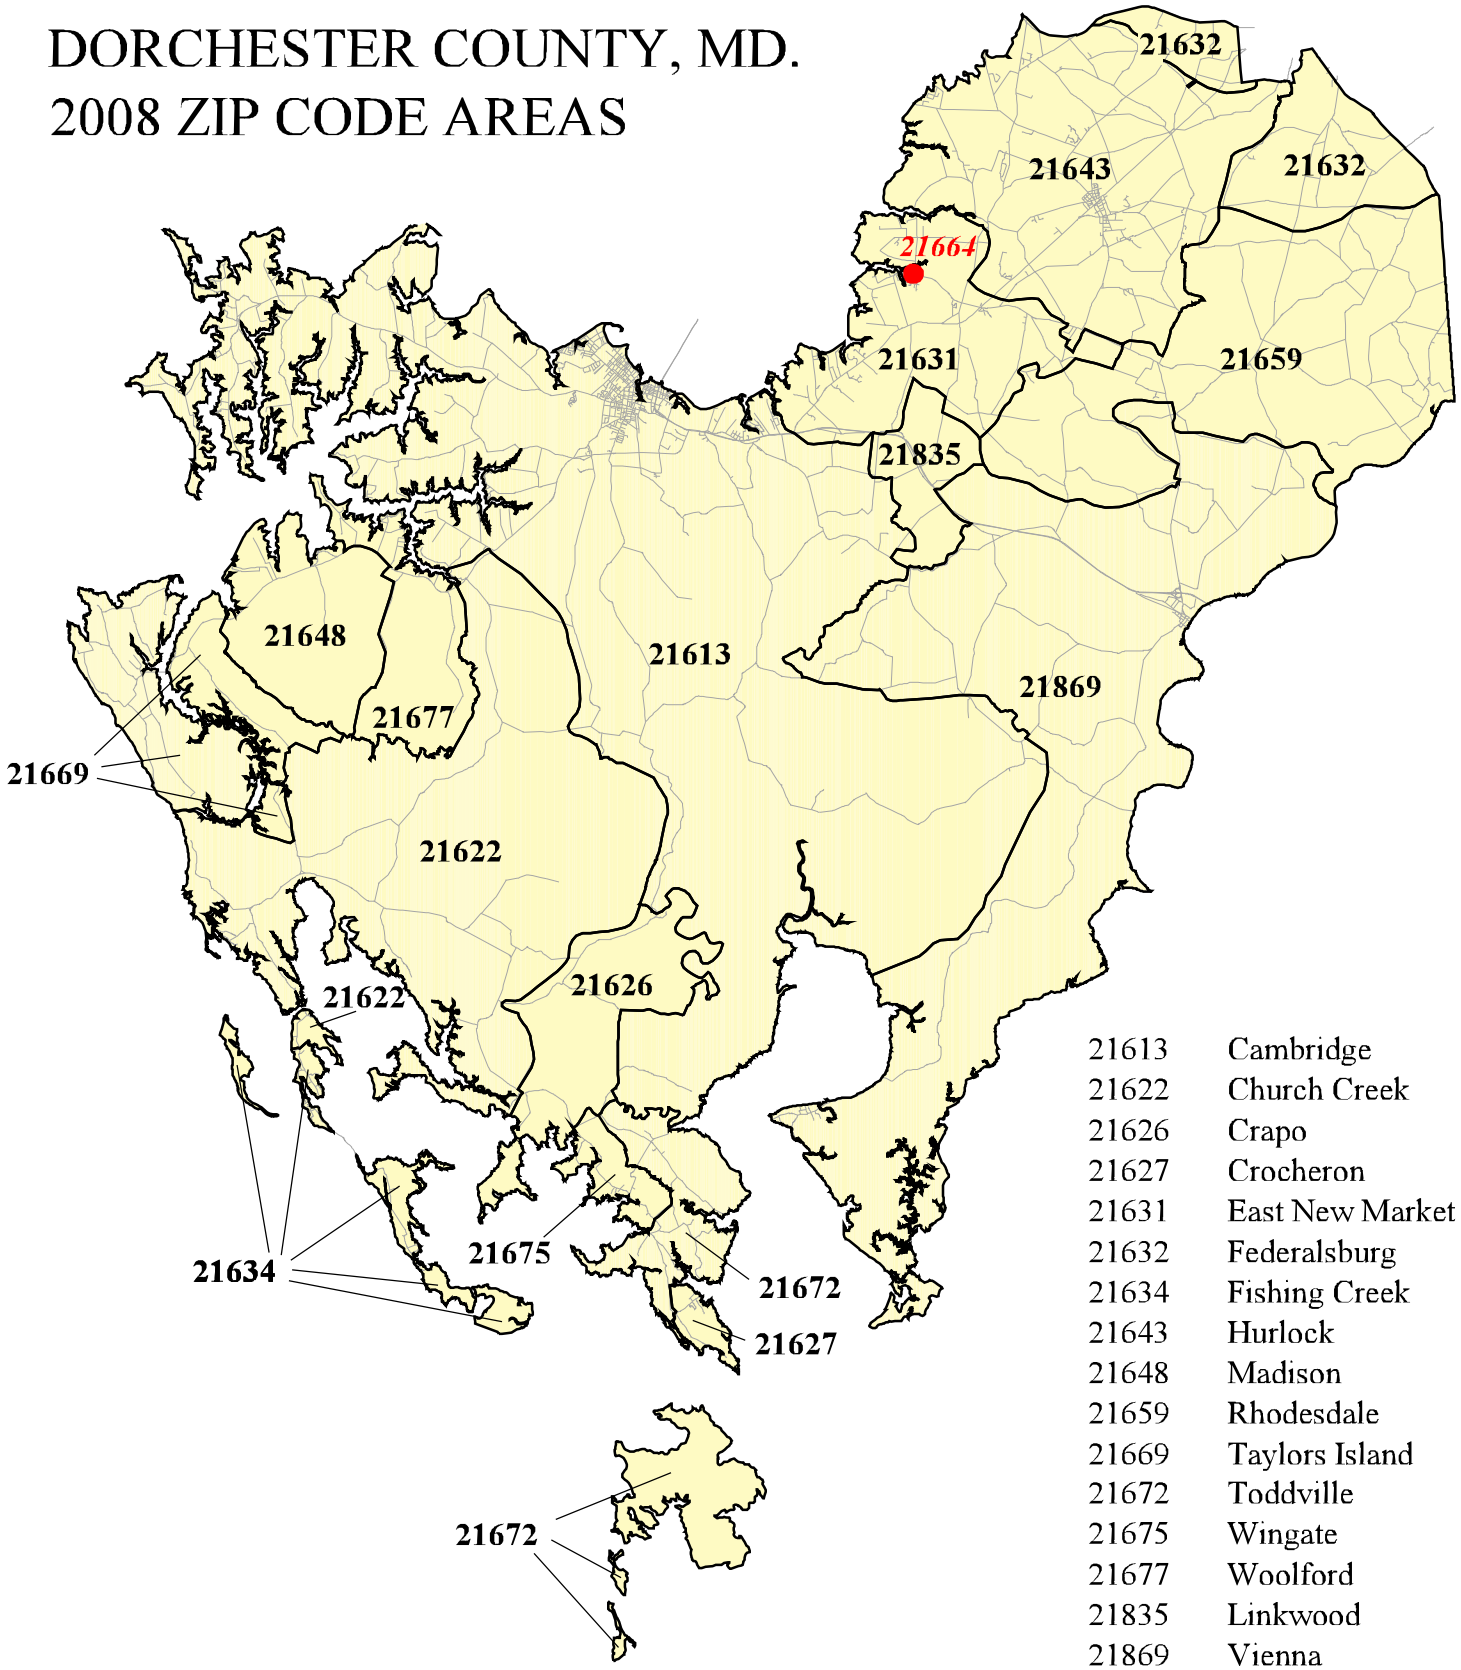 DORCHESTER COUNTY, MD.
2008 ZIP CODE AREAS
21632
21643
21632
21664
21631
21659
21835
21648
21613
21677
21869
21669
21622
21626
21622
21675
21634
21672
21627
21672
21613 Cambridge
21622 Church Creek
21626 Crapo
21627 Crocheron
21631 East New Market
21632 Federalsburg
21634 Fishing Creek
21643 Hurlock
21648 Madison
21659 Rhodesdale
21669 Taylors Island
21672 Toddville
21675 Wingate
21677 Woolford
21835 Linkwood
21869 Vienna